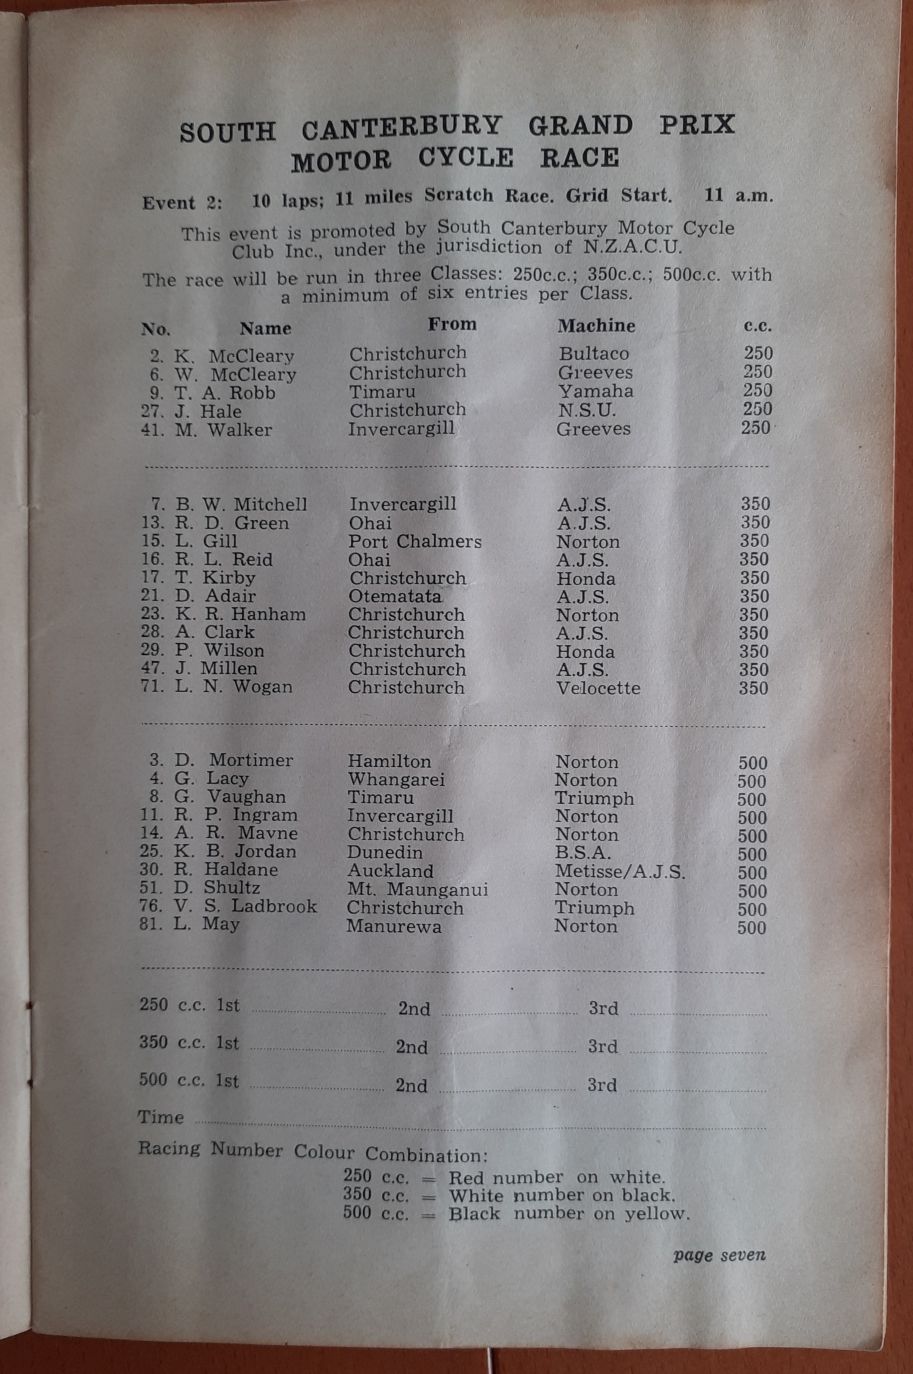 SOUTH CANTERBURY GRAND PRIX
MOTOR CYCLE RACE
Event 2: 10 laps; 11 miles Scratch Race. Grid Start. 11 a.m.
This event is promoted by South Canterbury Motor Cycle
Club Inc., under the jurisdiction of N.Z.A.C.U.
The race will be run in three Classes: 250c.c.; 350c.c.; 500c.c. with
a minimum of six entries per Class.
No. Name From Machine c.c.
2. K. McCleary Christchurch Bultaco 250
6. W. McCleary Christchurch Greeves 250
9. T. A. Robb Timaru Yamaha 250
27. J. Hale Christchurch N.S.U. 250
41. M. Walker Invercargill Greeves 250
7. B. W. Mitchell Invercargill A.J.S. 350
13. R. D. Green Ohai A.J.S. 350
15. L. Gill Port Chalmers Norton 350
16. R. L. Reid Ohai A.J.S. 350
17. T. Kirby Christchurch Honda 350
21. D. Adair Otematata A.J.S. 350
23. K. R. Hanham Christchurch Norton 350
28. A. Clark Christchurch A.J.S. 350
29. P. Wilson Christchurch Honda 350
47. J. Millen Christchurch A.J.S. 350
71. L. N. Wogan Christchurch Velocette 350
3. D. Mortimer Hamilton Norton 500
4. G. Lacy Whangarei Norton 500
8. G. Vaughan Timaru Triumph 500
11. R. P. Ingram Invercargill Norton 500
14. A. R. Mayne Christchurch Norton 500
25. K. B. Jordan Dunedin B.S.A. 500
30. R. Haldane Auckland Metisse/A.J.S. 500
51. D. Shultz Mt. Maunganui Norton 500
76. V. S. Ladbrook Christchurch Triumph 500
81. L. May Manurewa Norton 500
250 c.c. 1st 2nd 3rd
350 c.c. 1st 2nd 3rd
500 c.c. 1st 2nd 3rd
Time
Racing Number Colour Combination:
250 c.c. = Red number on white.
350 c.c. = White number on black.
500 c.c. = Black number on yellow.
page seven